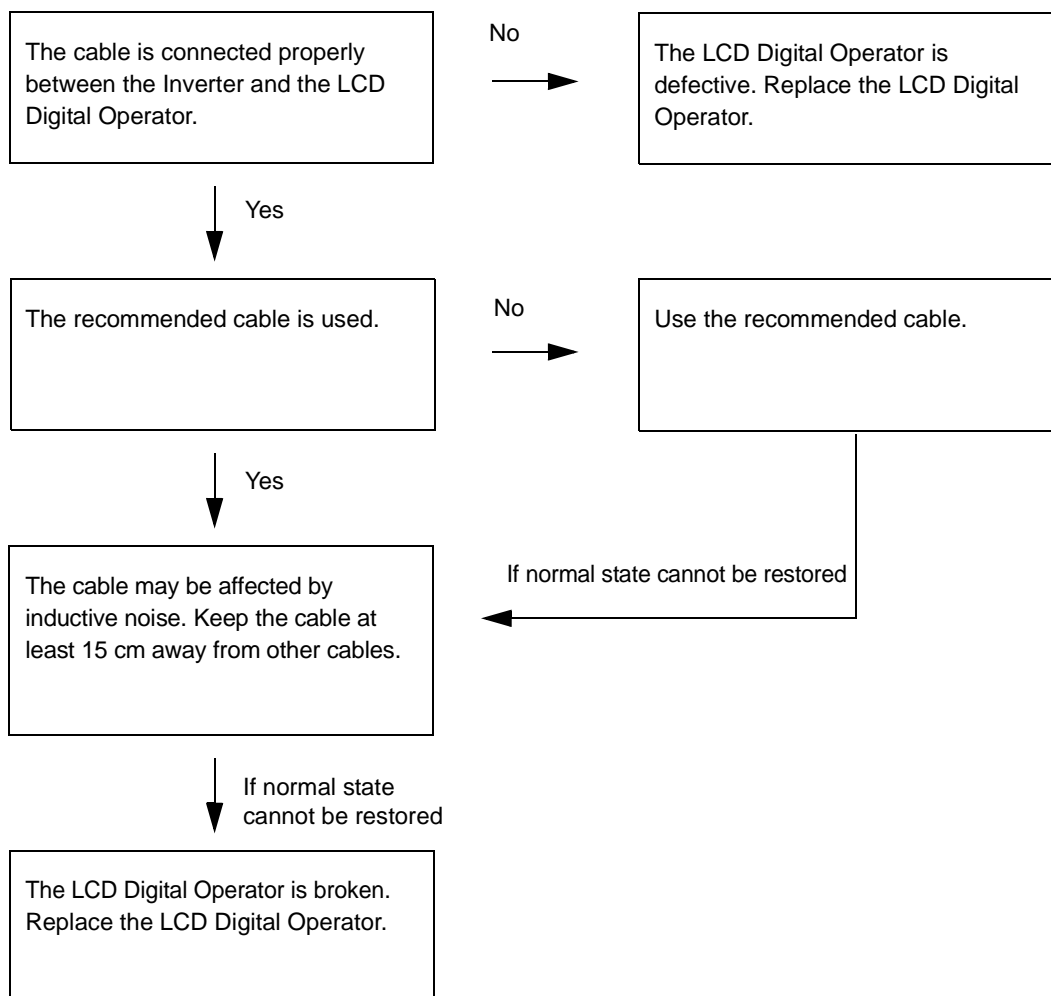 The cable is connected properly
between the Inverter and the LCD
Digital Operator.
No
The LCD Digital Operator is
defective. Replace the LCD Digital
Operator.
Yes
The recommended cable is used.
No
Use the recommended cable.
Yes
The cable may be affected by
inductive noise. Keep the cable at
least 15 cm away from other cables.
If normal state cannot be restored
If normal state
cannot be restored
The LCD Digital Operator is broken.
Replace the LCD Digital Operator.